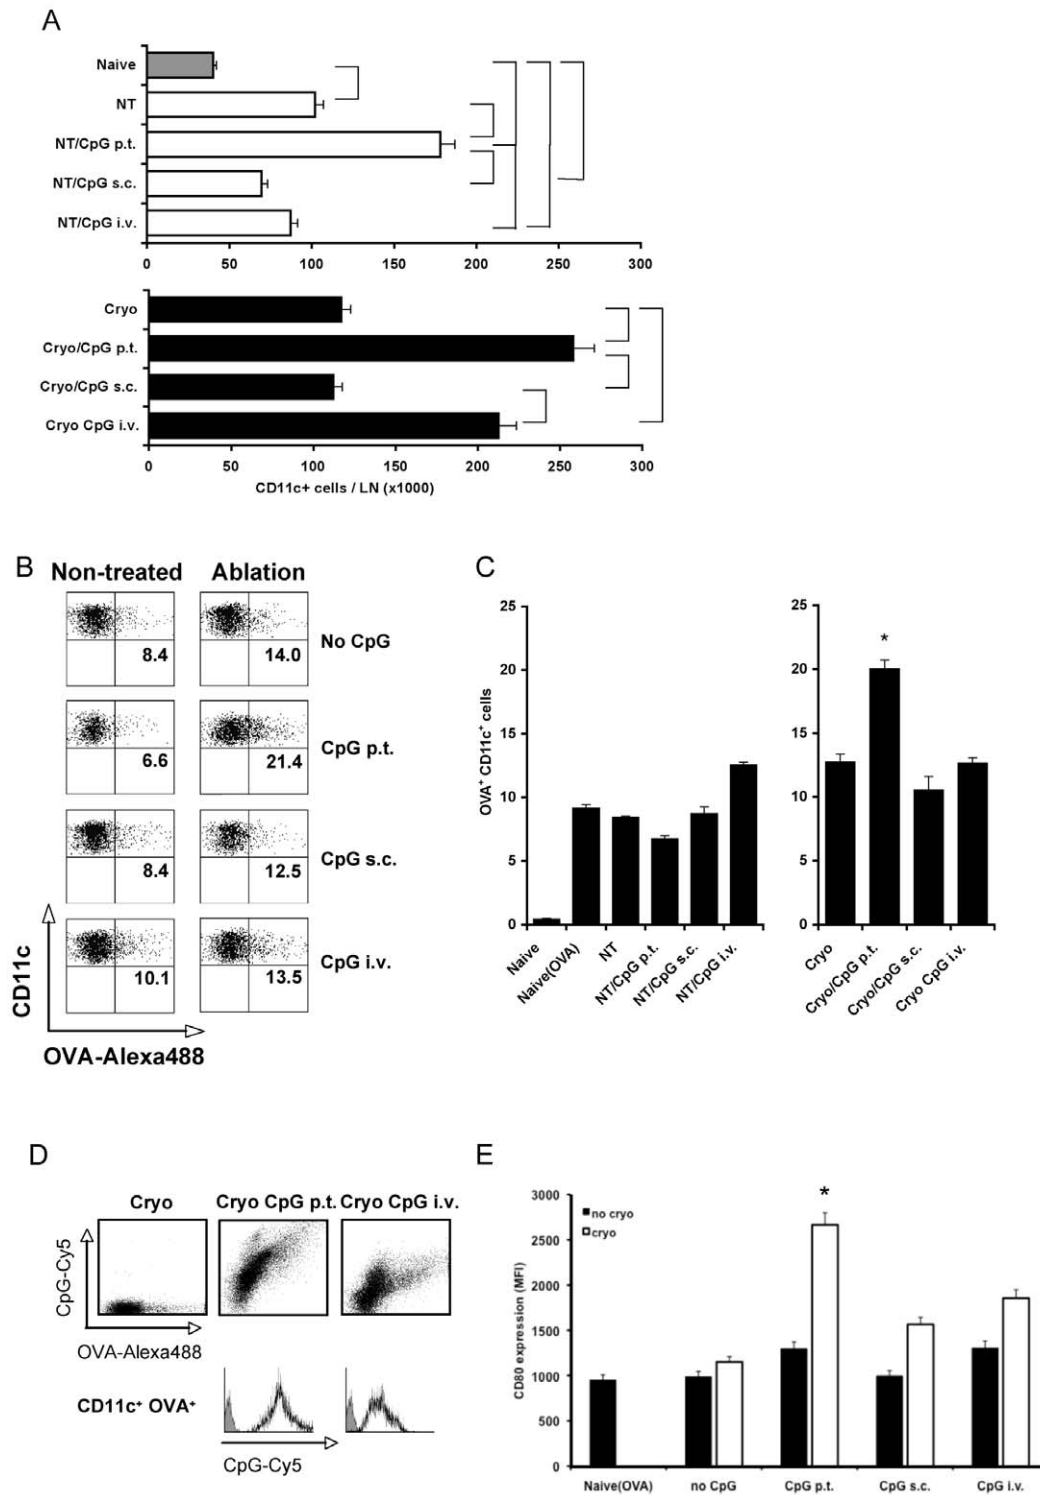 A
Naive
NT
NT/CpG p.t.
NT/CpG s.c.
NT/CpG i.v.
0 50 100 150 200 250 300
Cryo
Cryo/CpG p.t.
Cryo/CpG s.c.
Cryo CpG i.v.
0 50 100 150 200 250 300
CD11c+ cells / LN (x1000)
B
Non-treated Ablation
8.4 14.0 No CpG
6.6 21.4 CpG p.t.
8.4 12.5 CpG s.c.
10.1 13.5 CpG i.v.
CD11c
OVA-Alexa488
C
OVA+ CD11c+ cells
25
20
15
10
5
0
Naive
Naive(OVA)
NT
NT/CpG p.t.
NT/CpG s.c.
NT/CpG i.v.
25
20
15
10
5
0
*
Cryo
Cryo/CpG p.t.
Cryo/CpG s.c.
Cryo CpG i.v.
D
Cryo Cryo CpG p.t. Cryo CpG i.v.
CpG-Cy5
OVA-Alexa488
CD11c+ OVA+
CpG-Cy5
E
CD80 expression (MFI)
3000
2500
2000
1500
1000
500
0
no cryo
cryo
*
Naive(OVA) no CpG CpG p.t. CpG s.c. CpG i.v.